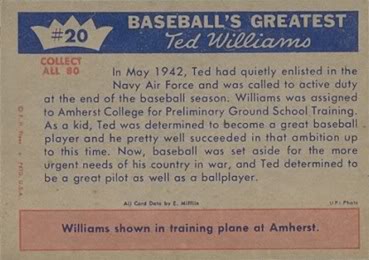 #20
BASEBALL'S GREATEST
Ted Williams
COLLECT
ALL 80
In May 1942, Ted had quietly enlisted in the
Navy Air Force and was called to active duty
at the end of the baseball season. Williams was assigned
to Amherst College for Preliminary Ground School Training.
As a kid, Ted was determined to become a great baseball
player and he pretty well succeeded in that ambition up
to this time. Now, baseball was set aside for the more
urgent needs of his country in war, and Ted determined to
be a great pilot as well as a ballplayer.
All Card Data by E. Mifflin
UPI Photo
Williams shown in training plane at Amherst.